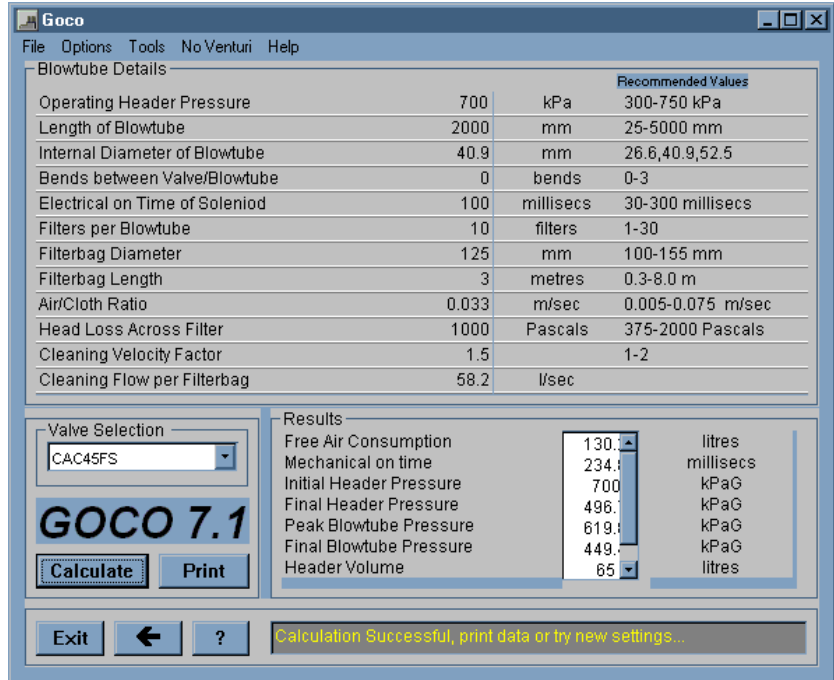 Goco
File Options Tools No Venturi Help
Blowtube Details
Recommended Values
Operating Header Pressure 700 kPa 300-750 kPa
Length of Blowtube 2000 mm 25-5000 mm
Internal Diameter of Blowtube 40.9 mm 26.6,40.9,52.5
Bends between Valve/Blowtube 0 bends 0-3
Electrical on Time of Soleniod 100 millisecs 30-300 millisecs
Filters per Blowtube 10 filters 1-30
Filterbag Diameter 125 mm 100-155 mm
Filterbag Length 3 metres 0.3-8.0 m
Air/Cloth Ratio 0.033 m/sec 0.005-0.075 m/sec
Head Loss Across Filter 1000 Pascals 375-2000 Pascals
Cleaning Velocity Factor 1.5 1-2
Cleaning Flow per Filterbag 58.2 l/sec
Valve Selection
CAC45FS
GOCO 7.1
Calculate Print
Results
Free Air Consumption 130. litres
Mechanical on time 234. millisecs
Initial Header Pressure 700 kPaG
Final Header Pressure 496. kPaG
Peak Blowtube Pressure 619. kPaG
Final Blowtube Pressure 449. kPaG
Header Volume 65 litres
Exit ?
Calculation Successful, print data or try new settings...